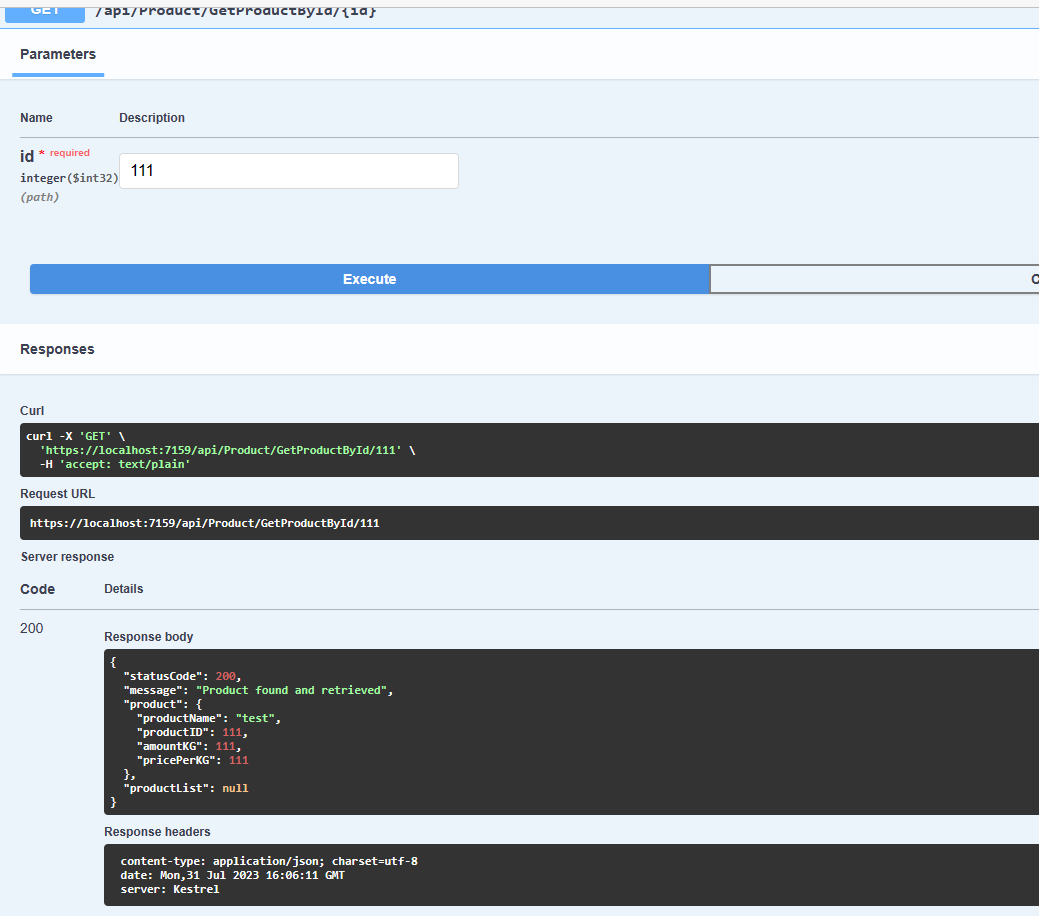 GET /api/Product/GetProductById/{id}
Parameters
Name Description
id * required
integer($int32)
(path)
111
Execute
Responses
Curl
curl -X 'GET' \
'https://localhost:7159/api/Product/GetProductById/111' \
-H 'accept: text/plain'
Request URL
https://localhost:7159/api/Product/GetProductById/111
Server response
Code Details
200
Response body
{
"statusCode": 200,
"message": "Product found and retrieved",
"product": {
"productName": "test",
"productID": 111,
"amountKG": 111,
"pricePerKG": 111
},
"productList": null
}
Response headers
content-type: application/json; charset=utf-8
date: Mon,31 Jul 2023 16:06:11 GMT
server: Kestrel